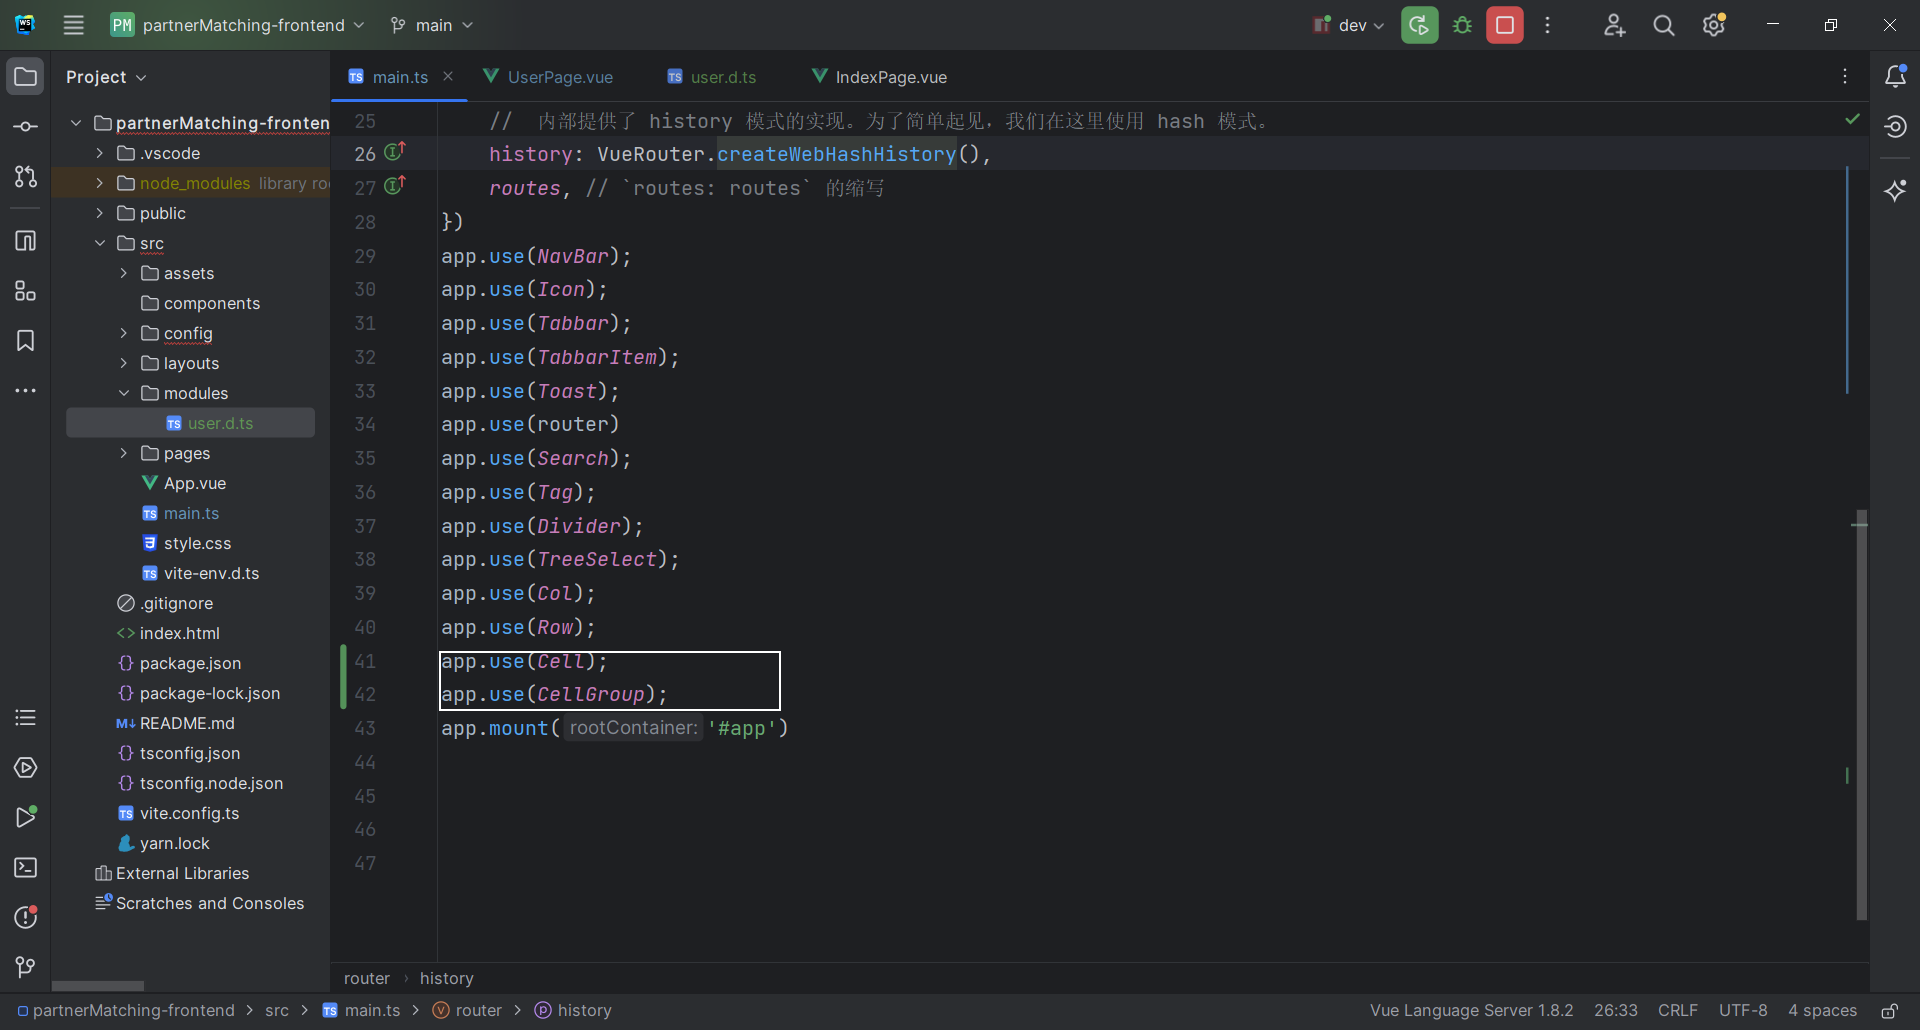 PM partnerMatching-frontend main dev
Project
main.ts UserPage.vue user.d.ts IndexPage.vue
partnerMatching-fronten
.vscode
node_modules library ro
public
src
assets
components
config
layouts
modules
user.d.ts
pages
App.vue
main.ts
style.css
vite-env.d.ts
.gitignore
index.html
package.json
package-lock.json
README.md
tsconfig.json
tsconfig.node.json
vite.config.ts
yarn.lock
External Libraries
Scratches and Consoles
25 // 内部提供了 history 模式的实现。为了简单起见，我们在这里使用 hash 模式。
26 history: VueRouter.createWebHashHistory(),
27 routes, // `routes: routes` 的缩写
28 })
29 app.use(NavBar);
30 app.use(Icon);
31 app.use(Tabbar);
32 app.use(TabbarItem);
33 app.use(Toast);
34 app.use(router)
35 app.use(Search);
36 app.use(Tag);
37 app.use(Divider);
38 app.use(TreeSelect);
39 app.use(Col);
40 app.use(Row);
41 app.use(Cell);
42 app.use(CellGroup);
43 app.mount( rootContainer: '#app')
44
45
46
47
router › history
partnerMatching-frontend > src > main.ts > router > history Vue Language Server 1.8.2 26:33 CRLF UTF-8 4 spaces